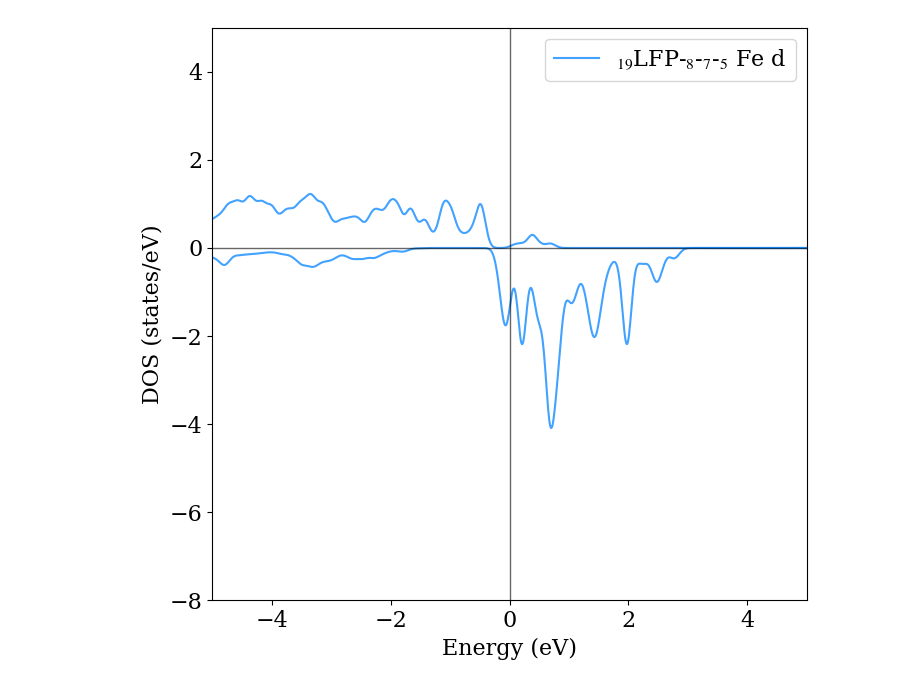 ₁₉LFP-₈-₇-₅ Fe d
4
2
0
−2
−4
−6
−8
DOS (states/eV)
−4 −2 0 2 4
Energy (eV)